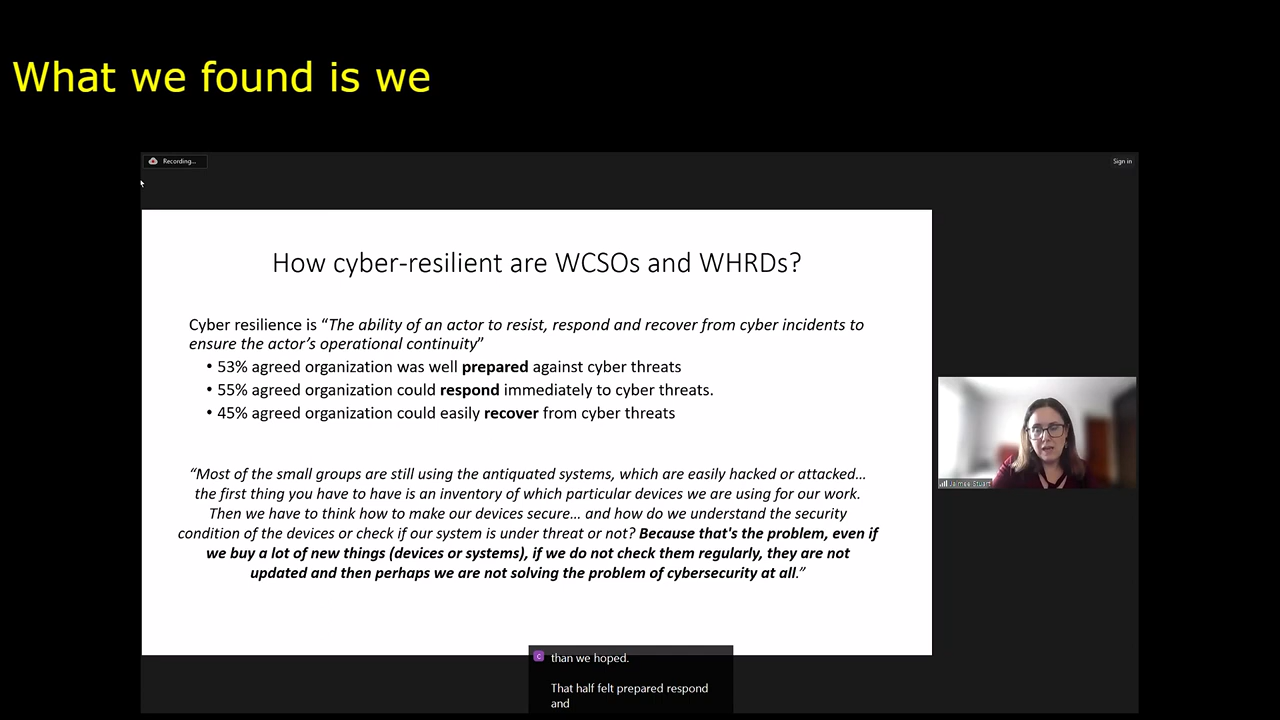 What we found is we
Recording...
Sign in
How cyber-resilient are WCSOs and WHRDs?
Cyber resilience is “The ability of an actor to resist, respond and recover from cyber incidents to
ensure the actor’s operational continuity”
• 53% agreed organization was well prepared against cyber threats
• 55% agreed organization could respond immediately to cyber threats.
• 45% agreed organization could easily recover from cyber threats
“Most of the small groups are still using the antiquated systems, which are easily hacked or attacked…
the first thing you have to have is an inventory of which particular devices we are using for our work.
Then we have to think how to make our devices secure… and how do we understand the security
condition of the devices or check if our system is under threat or not? Because that's the problem, even if
we buy a lot of new things (devices or systems), if we do not check them regularly, they are not
updated and then perhaps we are not solving the problem of cybersecurity at all.”
Jaimee Stuart
C than we hoped.
That half felt prepared respond
and